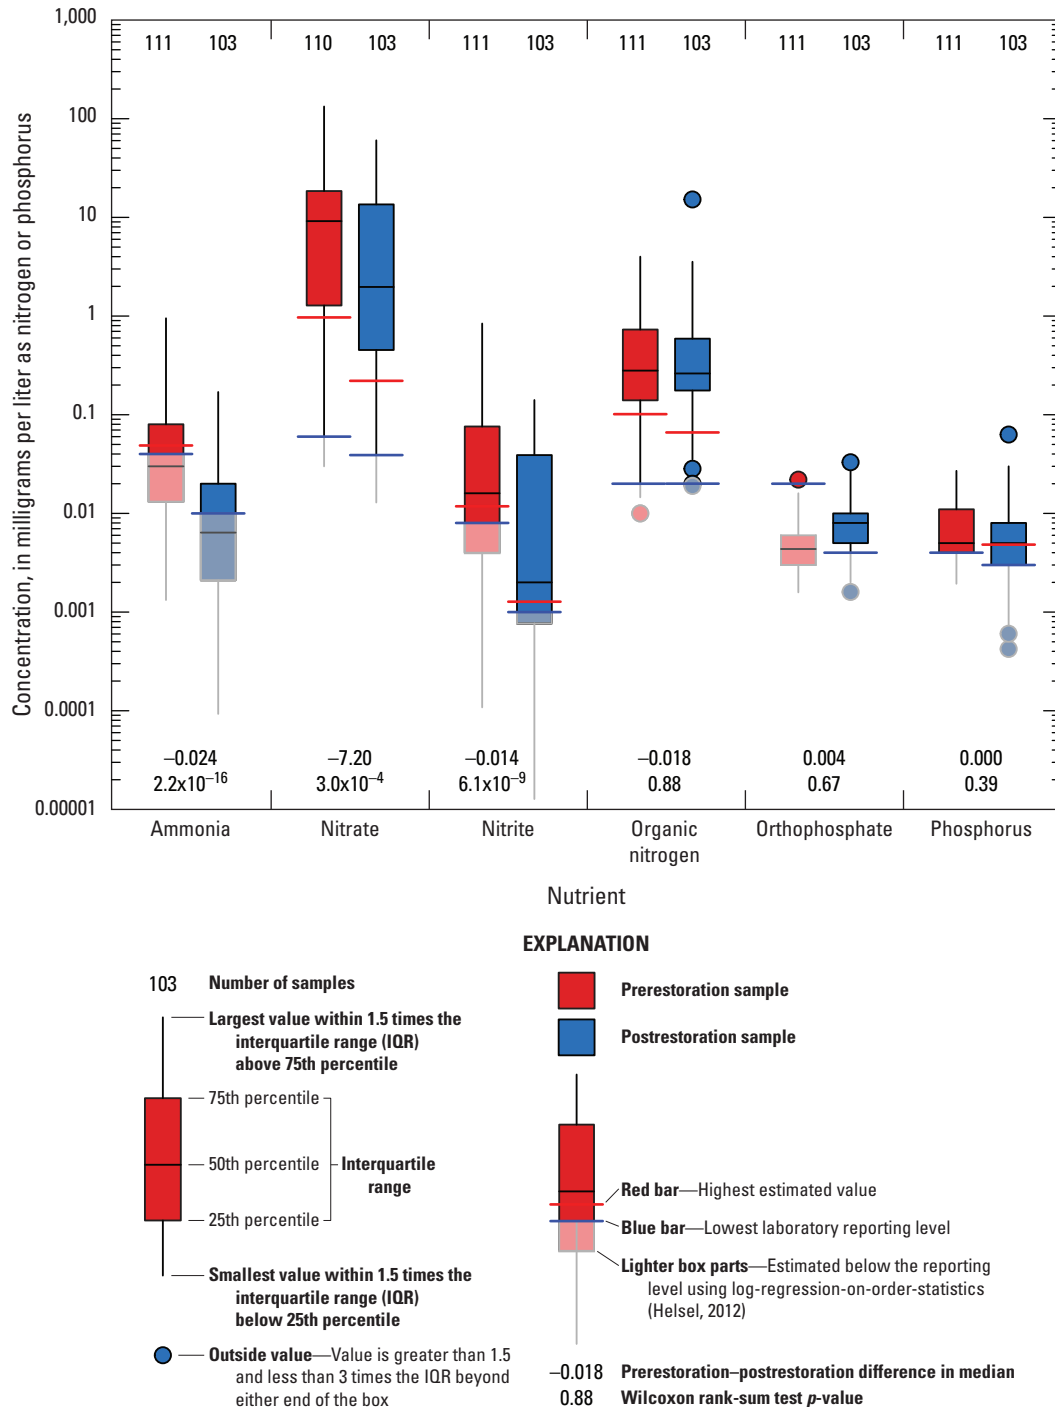 Concentration, in milligrams per liter as nitrogen or phosphorus
1,000
100
10
1
0.1
0.01
0.001
0.0001
0.00001
111 103 110 103 111 103 111 103 111 103 111 103
−0.024 −7.20 −0.014 −0.018 0.004 0.000
2.2x10⁻¹⁶ 3.0x10⁻⁴ 6.1x10⁻⁹ 0.88 0.67 0.39
Ammonia Nitrate Nitrite Organic Orthophosphate Phosphorus
nitrogen
Nutrient
EXPLANATION
103 Number of samples
Largest value within 1.5 times the
interquartile range (IQR)
above 75th percentile
75th percentile
50th percentile
Interquartile
range
25th percentile
Smallest value within 1.5 times the
interquartile range (IQR)
below 25th percentile
Outside value—Value is greater than 1.5
and less than 3 times the IQR beyond
either end of the box
Prerestoration sample
Postrestoration sample
Red bar—Highest estimated value
Blue bar—Lowest laboratory reporting level
Lighter box parts—Estimated below the reporting
level using log-regression-on-order-statistics
(Helsel, 2012)
−0.018 Prerestoration–postrestoration difference in median
0.88 Wilcoxon rank-sum test p-value